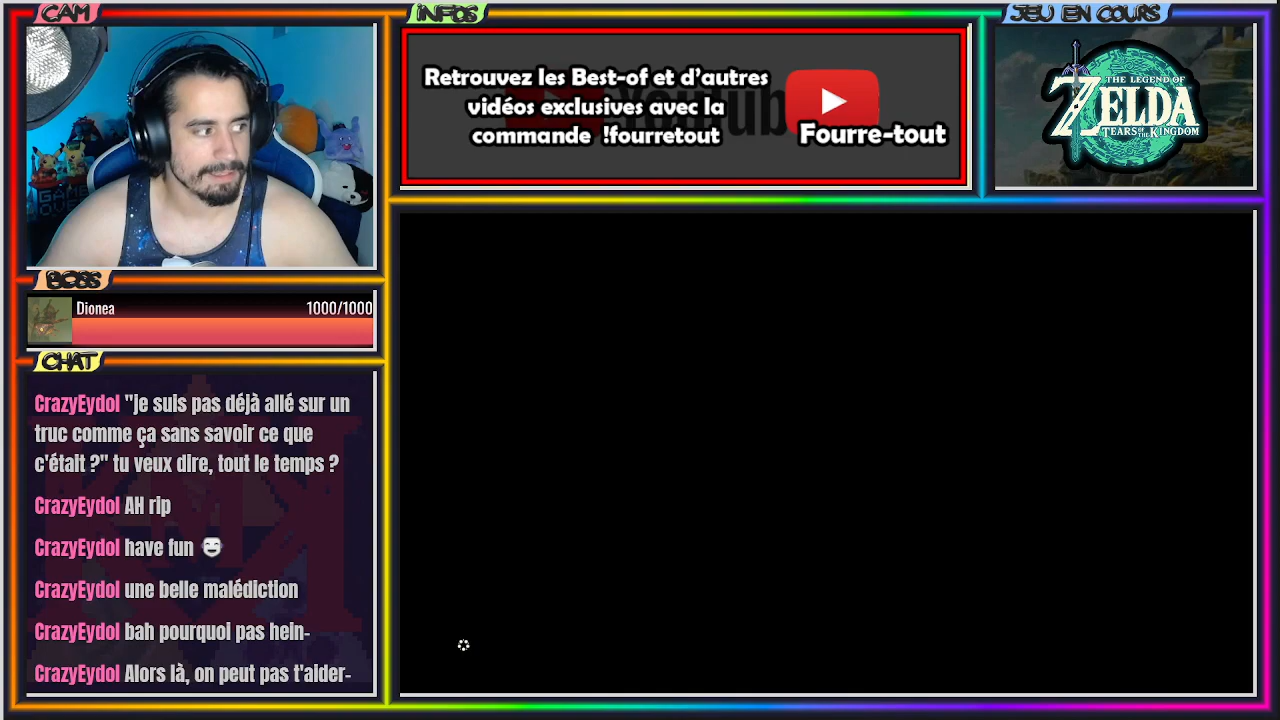 CAM
INFOS
JEU EN COURS
Retrouvez les Best-of et d'autres
vidéos exclusives avec la
commande !fourretout
Fourre-tout
THE LEGEND OF
ZELDA
TEARS OF THE KINGDOM
BOSS
Dionea 1000/1000
CHAT
CrazyEydol "je suis pas déjà allé sur un
truc comme ça sans savoir ce que
c'était ?" tu veux dire, tout le temps ?
CrazyEydol AH rip
CrazyEydol have fun
CrazyEydol une belle malédiction
CrazyEydol bah pourquoi pas hein-
CrazyEydol Alors là, on peut pas t'aider-